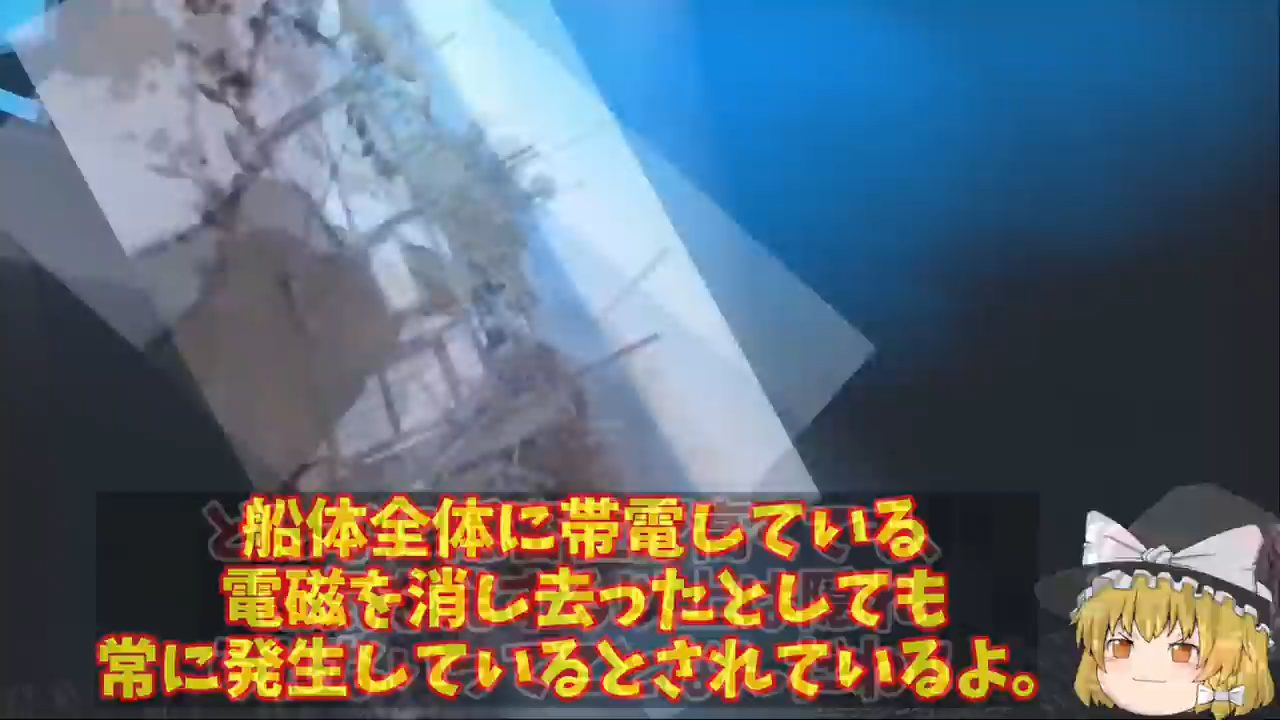 船体全体に帯電している
電磁を消し去ったとしても
常に発生しているとされているよ。